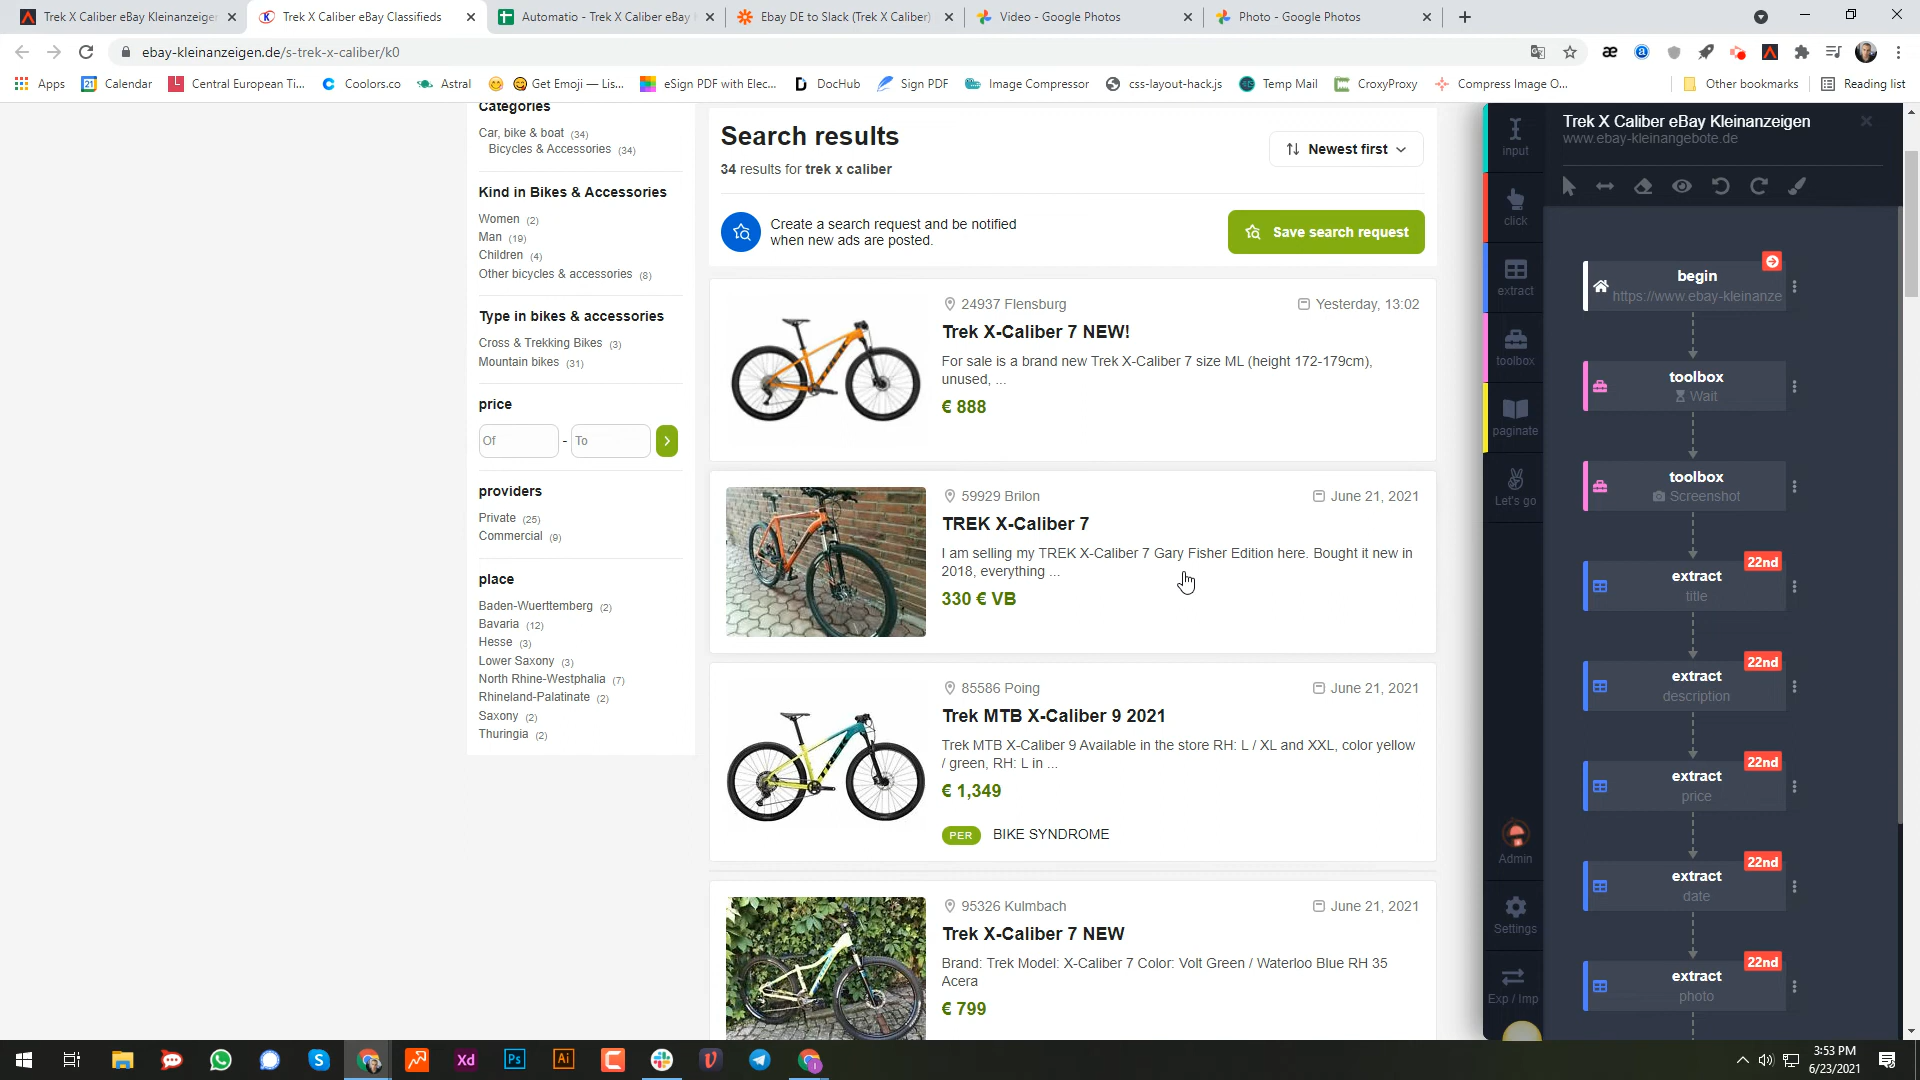 Trek X Caliber eBay Kleinanzeigen
Trek X Caliber eBay Classifieds
Automatio - Trek X Caliber eBay
Ebay DE to Slack (Trek X Caliber)
Video - Google Photos
Photo - Google Photos
ebay-kleinanzeigen.de/s-trek-x-caliber/k0
Apps
Calendar
Central European Ti...
Coolors.co
Astral
Get Emoji — Lis...
eSign PDF with Elec...
DocHub
Sign PDF
Image Compressor
css-layout-hack.js
Temp Mail
CroxyProxy
Compress Image O...
Other bookmarks
Reading list
Categories
Car, bike & boat (34)
Bicycles & Accessories (34)
Kind in Bikes & Accessories
Women (2)
Man (19)
Children (4)
Other bicycles & accessories (8)
Type in bikes & accessories
Cross & Trekking Bikes (3)
Mountain bikes (31)
price
Of - To
providers
Private (25)
Commercial (9)
place
Baden-Wuerttemberg (2)
Bavaria (12)
Hesse (3)
Lower Saxony (3)
North Rhine-Westphalia (7)
Rhineland-Palatinate (2)
Saxony (2)
Thuringia (2)
Search results
34 results for trek x caliber
Newest first
Create a search request and be notified
when new ads are posted.
Save search request
24937 Flensburg
Yesterday, 13:02
Trek X-Caliber 7 NEW!
For sale is a brand new Trek X-Caliber 7 size ML (height 172-179cm),
unused, ...
€ 888
59929 Brilon
June 21, 2021
TREK X-Caliber 7
I am selling my TREK X-Caliber 7 Gary Fisher Edition here. Bought it new in
2018, everything ...
330 € VB
85586 Poing
June 21, 2021
Trek MTB X-Caliber 9 2021
Trek MTB X-Caliber 9 Available in the store RH: L / XL and XXL, color yellow
/ green, RH: L in ...
€ 1,349
PER BIKE SYNDROME
95326 Kulmbach
June 21, 2021
Trek X-Caliber 7 NEW
Brand: Trek Model: X-Caliber 7 Color: Volt Green / Waterloo Blue RH 35
Acera
€ 799
input
click
extract
toolbox
paginate
Let's go
Admin
Settings
Exp / Imp
Trek X Caliber eBay Kleinanzeigen
www.ebay-kleinangebote.de
begin
https://www.ebay-kleinanze
toolbox
Wait
toolbox
Screenshot
22nd
extract
title
22nd
extract
description
22nd
extract
price
22nd
extract
date
22nd
extract
photo
3:53 PM
6/23/2021